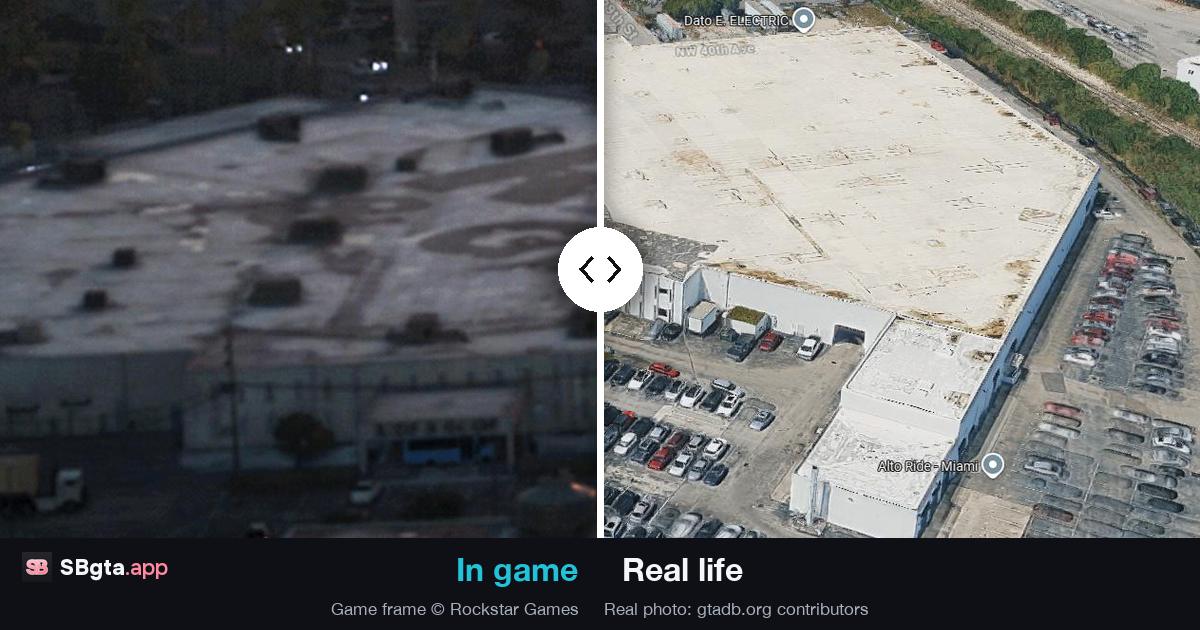 Dato E. ELECTRIC
NW 40th Ave
Alto Ride - Miami
SB SBgta.app
In game
Real life
Game frame © Rockstar Games
Real photo: gtadb.org contributors